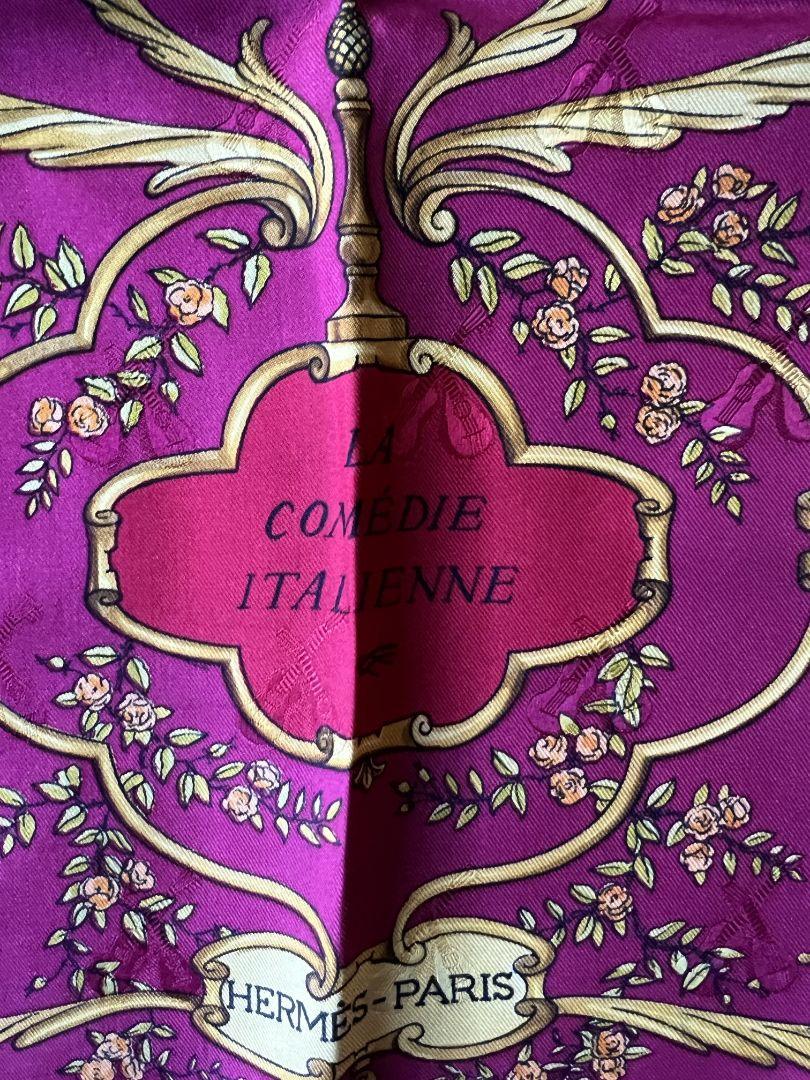 LA
COMÉDIE
ITALIENNE
HERMÈS-PARIS